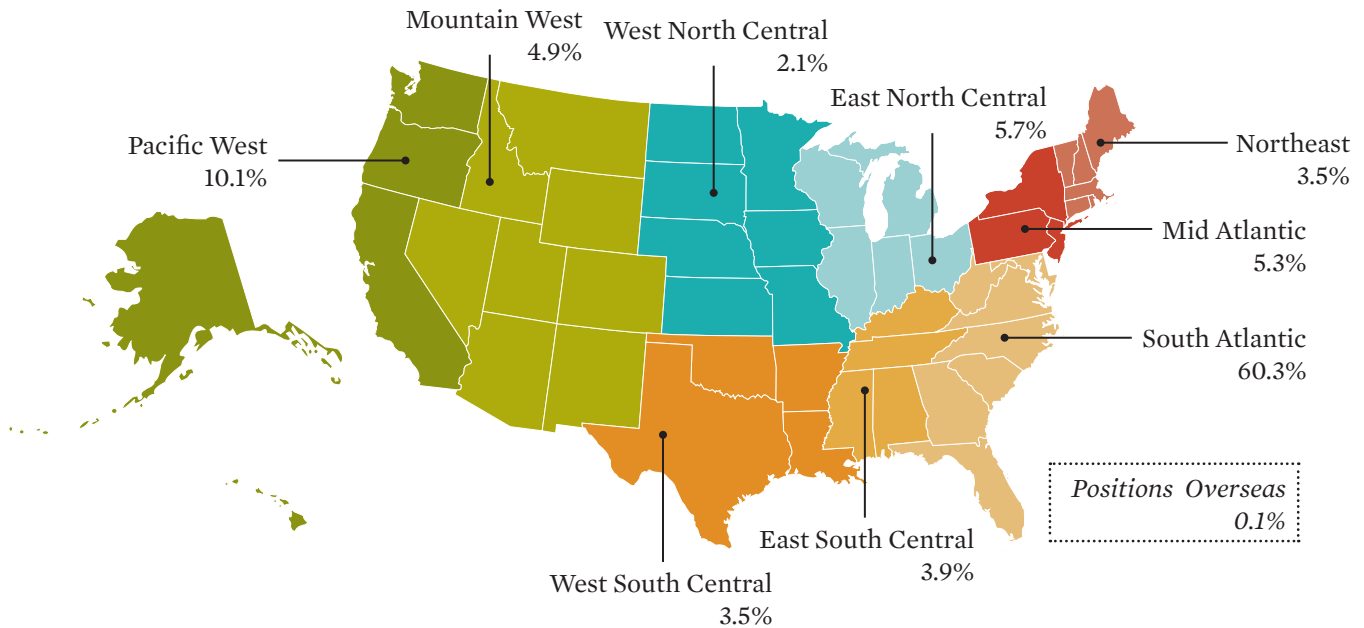 Mountain West
4.9%
West North Central
2.1%
East North Central
5.7%
Pacific West
10.1%
Northeast
3.5%
Mid Atlantic
5.3%
South Atlantic
60.3%
Positions Overseas
0.1%
East South Central
3.9%
West South Central
3.5%